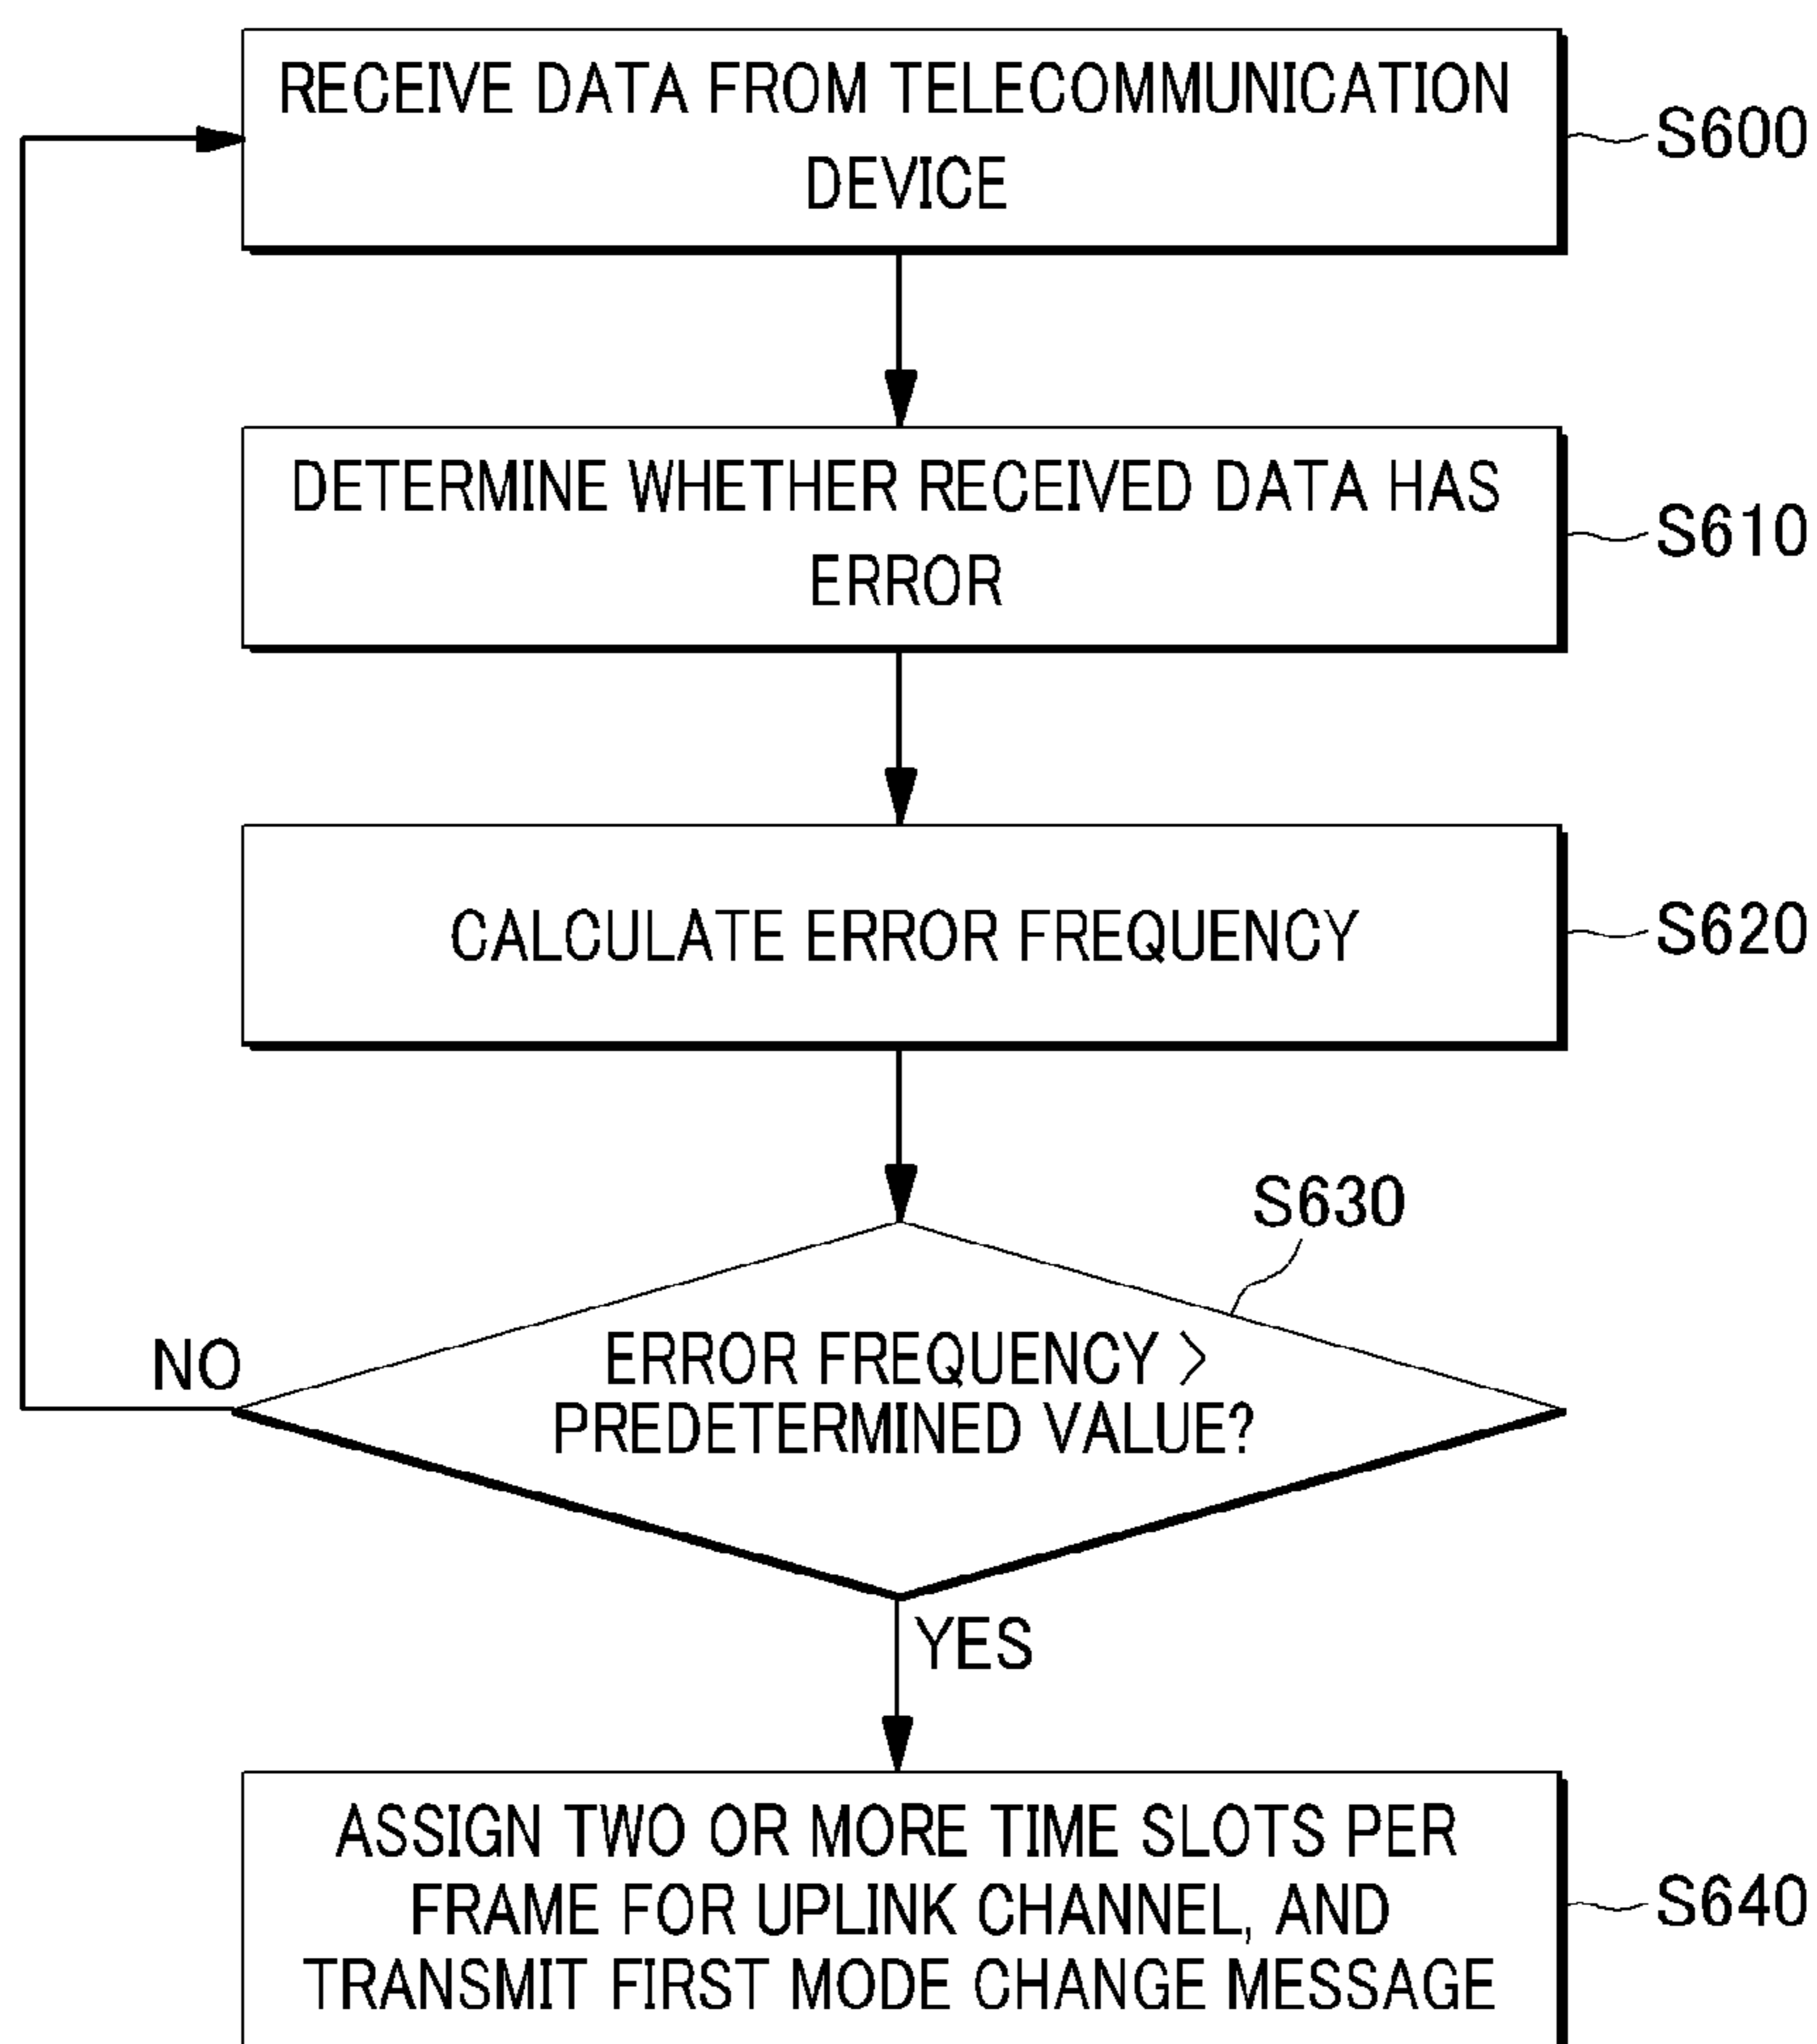 RECEIVE DATA FROM TELECOMMUNICATION
DEVICE
S600
DETERMINE WHETHER RECEIVED DATA HAS
ERROR
S610
CALCULATE ERROR FREQUENCY
S620
S630
ERROR FREQUENCY >
PREDETERMINED VALUE?
NO
YES
ASSIGN TWO OR MORE TIME SLOTS PER
FRAME FOR UPLINK CHANNEL, AND
TRANSMIT FIRST MODE CHANGE MESSAGE
S640